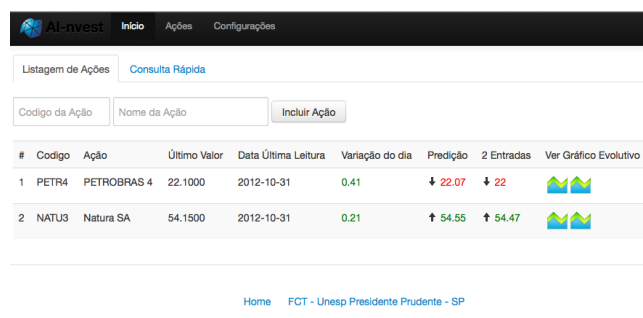 AI-nvest Início Ações Configurações
Listagem de Ações Consulta Rápida
Codigo da Ação Nome da Ação Incluir Ação
# Codigo Ação Último Valor Data Última Leitura Variação do dia Predição 2 Entradas Ver Gráfico Evolutivo
1 PETR4 PETROBRAS 4 22.1000 2012-10-31 0.41 22.07 22
2 NATU3 Natura SA 54.1500 2012-10-31 0.21 54.55 54.47
Home FCT - Unesp Presidente Prudente - SP